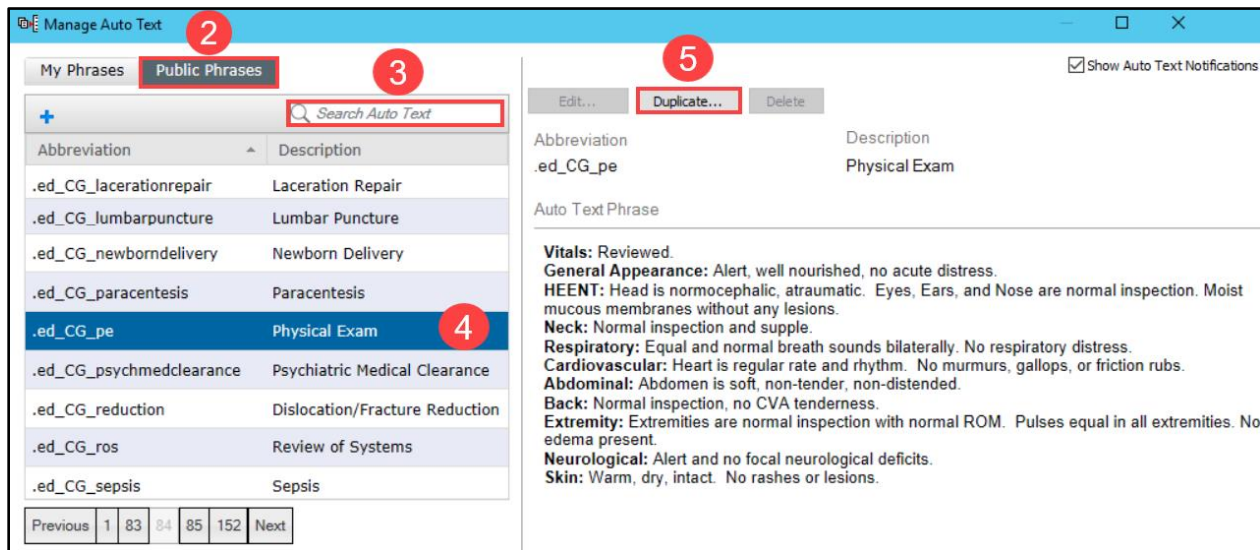 Manage Auto Text
2
My Phrases Public Phrases
3
Search Auto Text
Abbreviation Description
.ed_CG_lacerationrepair Laceration Repair
.ed_CG_lumbarpuncture Lumbar Puncture
.ed_CG_newborndelivery Newborn Delivery
.ed_CG_paracentesis Paracentesis
.ed_CG_pe Physical Exam
4
.ed_CG_psychmedclearance Psychiatric Medical Clearance
.ed_CG_reduction Dislocation/Fracture Reduction
.ed_CG_ros Review of Systems
.ed_CG_sepsis Sepsis
Previous 1 83 84 85 152 Next
5
Show Auto Text Notifications
Edit... Duplicate... Delete
Abbreviation Description
.ed_CG_pe Physical Exam
Auto Text Phrase
Vitals: Reviewed.
General Appearance: Alert, well nourished, no acute distress.
HEENT: Head is normocephalic, atraumatic. Eyes, Ears, and Nose are normal inspection. Moist
mucous membranes without any lesions.
Neck: Normal inspection and supple.
Respiratory: Equal and normal breath sounds bilaterally. No respiratory distress.
Cardiovascular: Heart is regular rate and rhythm. No murmurs, gallops, or friction rubs.
Abdominal: Abdomen is soft, non-tender, non-distended.
Back: Normal inspection, no CVA tenderness.
Extremity: Extremities are normal inspection with normal ROM. Pulses equal in all extremities. No
edema present.
Neurological: Alert and no focal neurological deficits.
Skin: Warm, dry, intact. No rashes or lesions.